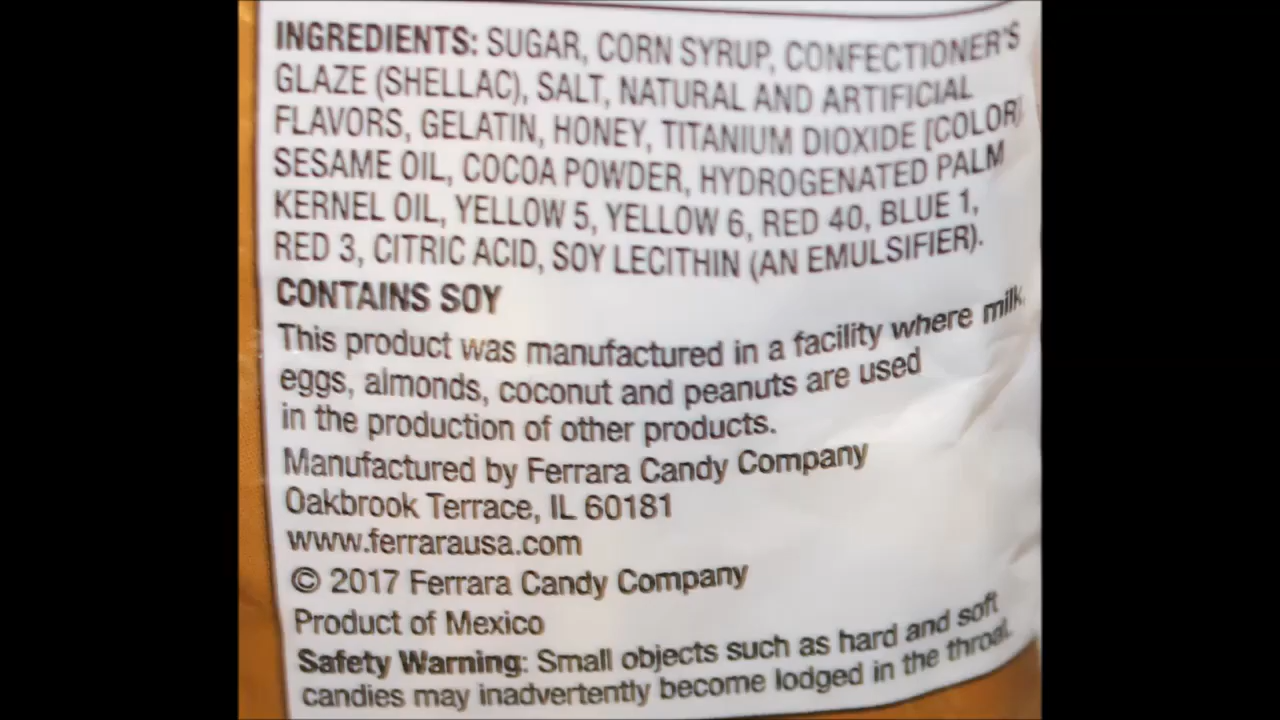 INGREDIENTS: SUGAR, CORN SYRUP, CONFECTIONER'S
GLAZE (SHELLAC), SALT, NATURAL AND ARTIFICIAL
FLAVORS, GELATIN, HONEY, TITANIUM DIOXIDE [COLOR]
SESAME OIL, COCOA POWDER, HYDROGENATED PALM
KERNEL OIL, YELLOW 5, YELLOW 6, RED 40, BLUE 1,
RED 3, CITRIC ACID, SOY LECITHIN (AN EMULSIFIER).
CONTAINS SOY
This product was manufactured in a facility where milk,
eggs, almonds, coconut and peanuts are used
in the production of other products.
Manufactured by Ferrara Candy Company
Oakbrook Terrace, IL 60181
www.ferrarausa.com
© 2017 Ferrara Candy Company
Product of Mexico
Safety Warning: Small objects such as hard and soft
candies may inadvertently become lodged in the throat.